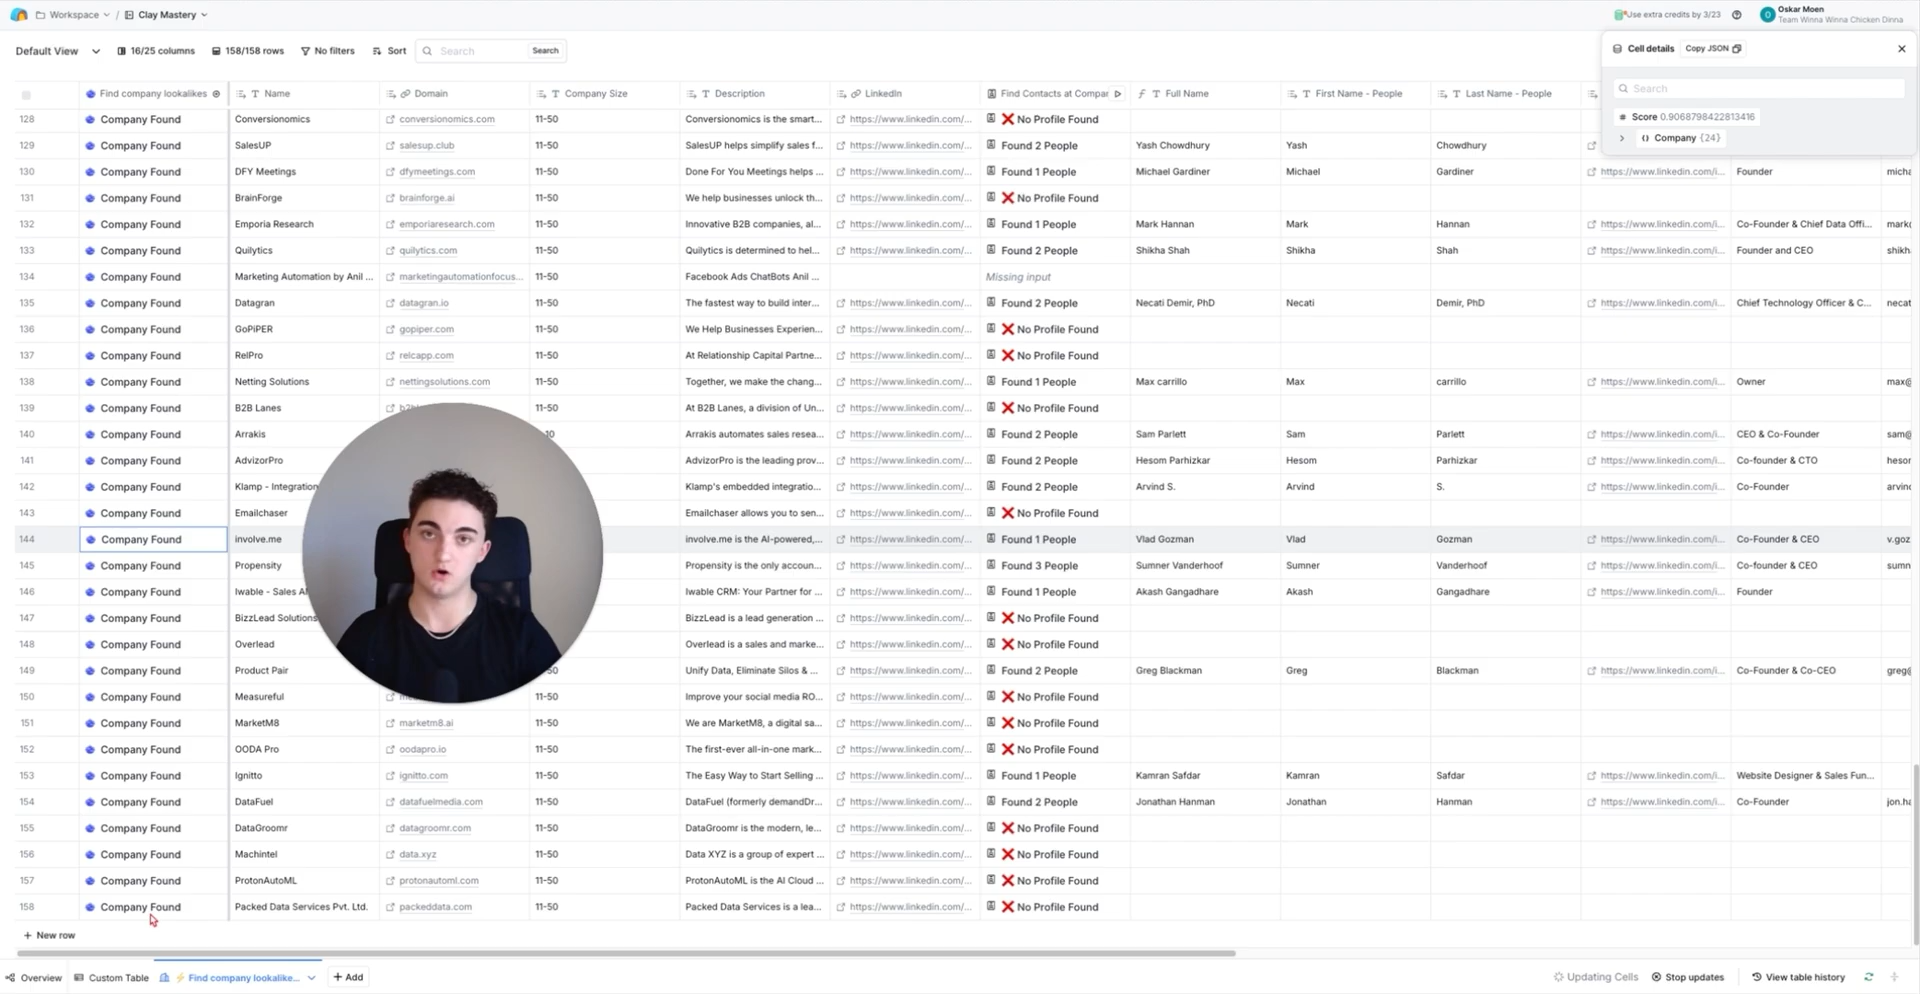 Workspace / Clay Mastery
Use extra credits by 3/23
Oskar Moen
Team Winna Winna Chicken Dinna
Default View 16/25 columns 158/158 rows No filters Sort Search Search
Cell details Copy JSON
Search
# Score 0.9068798422813416
Company {24}
Find company lookalikes Name Domain Company Size Description LinkedIn Find Contacts at Compar Full Name First Name - People Last Name - People
128 Company Found Conversionomics conversionomics.com 11-50 Conversionomics is the smart... https://www.linkedin.com/... No Profile Found
129 Company Found SalesUP salesup.club 11-50 SalesUP helps simplify sales f... https://www.linkedin.com/... Found 2 People Yash Chowdhury Yash Chowdhury
130 Company Found DFY Meetings dfymeetings.com 11-50 Done For You Meetings helps ... https://www.linkedin.com/... Found 1 People Michael Gardiner Michael Gardiner https://www.linkedin.com/i... Founder micha
131 Company Found BrainForge brainforge.ai 11-50 We help businesses unlock th... https://www.linkedin.com/... No Profile Found
132 Company Found Emporia Research emporiaresearch.com 11-50 Innovative B2B companies, al... https://www.linkedin.com/... Found 1 People Mark Hannan Mark Hannan https://www.linkedin.com/i... Co-Founder & Chief Data Offi... mark
133 Company Found Quilytics quilytics.com 11-50 Quilytics is determined to hel... https://www.linkedin.com/... Found 2 People Shikha Shah Shikha Shah https://www.linkedin.com/i... Founder and CEO shikh
134 Company Found Marketing Automation by Anil ... marketingautomationfocus... 11-50 Facebook Ads ChatBots Anil ... Missing input
135 Company Found Datagran datagran.io 11-50 The fastest way to build inter... https://www.linkedin.com/... Found 2 People Necati Demir, PhD Necati Demir, PhD https://www.linkedin.com/i... Chief Technology Officer & C... necat
136 Company Found GoPiPER gopiper.com 11-50 We Help Businesses Experien... https://www.linkedin.com/... No Profile Found
137 Company Found RelPro relcapp.com 11-50 At Relationship Capital Partne... https://www.linkedin.com/... No Profile Found
138 Company Found Netting Solutions nettingsolutions.com 11-50 Together, we make the chang... https://www.linkedin.com/... Found 1 People Max carrillo Max carrillo https://www.linkedin.com/i... Owner max@
139 Company Found B2B Lanes 11-50 At B2B Lanes, a division of Un... https://www.linkedin.com/... No Profile Found
140 Company Found Arrakis Arrakis automates sales resea... https://www.linkedin.com/... Found 2 People Sam Parlett Sam Parlett https://www.linkedin.com/i... CEO & Co-Founder sam@
141 Company Found AdvizorPro AdvizorPro is the leading prov... https://www.linkedin.com/... Found 2 People Hesom Parhizkar Hesom Parhizkar https://www.linkedin.com/i... Co-founder & CTO hesor
142 Company Found Klamp - Integration Klamp's embedded integratio... https://www.linkedin.com/... Found 2 People Arvind S. Arvind S. https://www.linkedin.com/i... Co-Founder arvin
143 Company Found Emailchaser Emailchaser allows you to sen... https://www.linkedin.com/... No Profile Found
144 Company Found involve.me involve.me is the AI-powered,... https://www.linkedin.com/... Found 1 People Vlad Gozman Vlad Gozman https://www.linkedin.com/i... Co-Founder & CEO v.goz
145 Company Found Propensity Propensity is the only accoun... https://www.linkedin.com/... Found 3 People Sumner Vanderhoof Sumner Vanderhoof https://www.linkedin.com/i... Co-founder & CEO sumn
146 Company Found Iwable - Sales AI Iwable CRM: Your Partner for ... https://www.linkedin.com/... Found 1 People Akash Gangadhare Akash Gangadhare https://www.linkedin.com/i... Founder
147 Company Found BizzLead Solutions BizzLead is a lead generation ... https://www.linkedin.com/... No Profile Found
148 Company Found Overlead Overlead is a sales and marke... https://www.linkedin.com/... No Profile Found
149 Company Found Product Pair Unify Data, Eliminate Silos & ... https://www.linkedin.com/... Found 2 People Greg Blackman Greg Blackman https://www.linkedin.com/i... Co-Founder & Co-CEO greg@
150 Company Found Measureful 11-50 Improve your social media RO... https://www.linkedin.com/... No Profile Found
151 Company Found MarketM8 marketm8.ai 11-50 We are MarketM8, a digital sa... https://www.linkedin.com/... No Profile Found
152 Company Found OODA Pro oodapro.io 11-50 The first-ever all-in-one mark... https://www.linkedin.com/... No Profile Found
153 Company Found Ignitto ignitto.com 11-50 The Easy Way to Start Selling ... https://www.linkedin.com/... Found 1 People Kamran Safdar Kamran Safdar https://www.linkedin.com/i... Website Designer & Sales Fun...
154 Company Found DataFuel datafuelmedia.com 11-50 DataFuel (formerly demandDr... https://www.linkedin.com/... Found 2 People Jonathan Hanman Jonathan Hanman https://www.linkedin.com/i... Co-Founder jon.ha
155 Company Found DataGroomr datagroomr.com 11-50 DataGroomr is the modern, le... https://www.linkedin.com/... No Profile Found
156 Company Found Machintel data.xyz 11-50 Data XYZ is a group of expert ... https://www.linkedin.com/... No Profile Found
157 Company Found ProtonAutoML protonautoml.com 11-50 ProtonAutoML is the AI Cloud ... https://www.linkedin.com/... No Profile Found
158 Company Found Packed Data Services Pvt. Ltd. packeddata.com 11-50 Packed Data Services is a lea... https://www.linkedin.com/... No Profile Found
+ New row
Overview Custom Table Find company lookalike... + Add Updating Cells Stop updates View table history